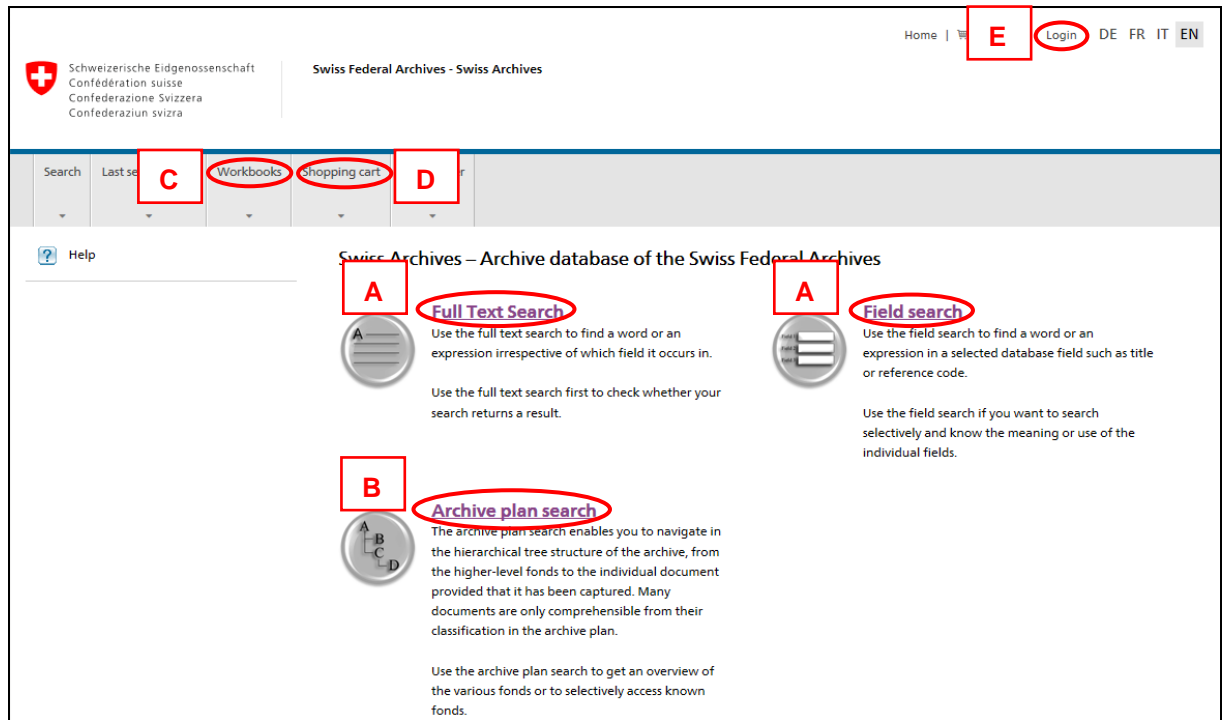 Home | E Login DE FR IT EN
Schweizerische Eidgenossenschaft
Confédération suisse
Confederazione Svizzera
Confederaziun svizra
Swiss Federal Archives - Swiss Archives
Search Last C Workbooks Shopping cart D
Help
Swiss Archives – Archive database of the Swiss Federal Archives
A
Full Text Search
Use the full text search to find a word or an
expression irrespective of which field it occurs in.
Use the full text search first to check whether your
search returns a result.
A
Field search
Use the field search to find a word or an
expression in a selected database field such as title
or reference code.
Use the field search if you want to search
selectively and know the meaning or use of the
individual fields.
B
Archive plan search
The archive plan search enables you to navigate in
the hierarchical tree structure of the archive, from
the higher-level fonds to the individual document
provided that it has been captured. Many
documents are only comprehensible from their
classification in the archive plan.
Use the archive plan search to get an overview of
the various fonds or to selectively access known
fonds.